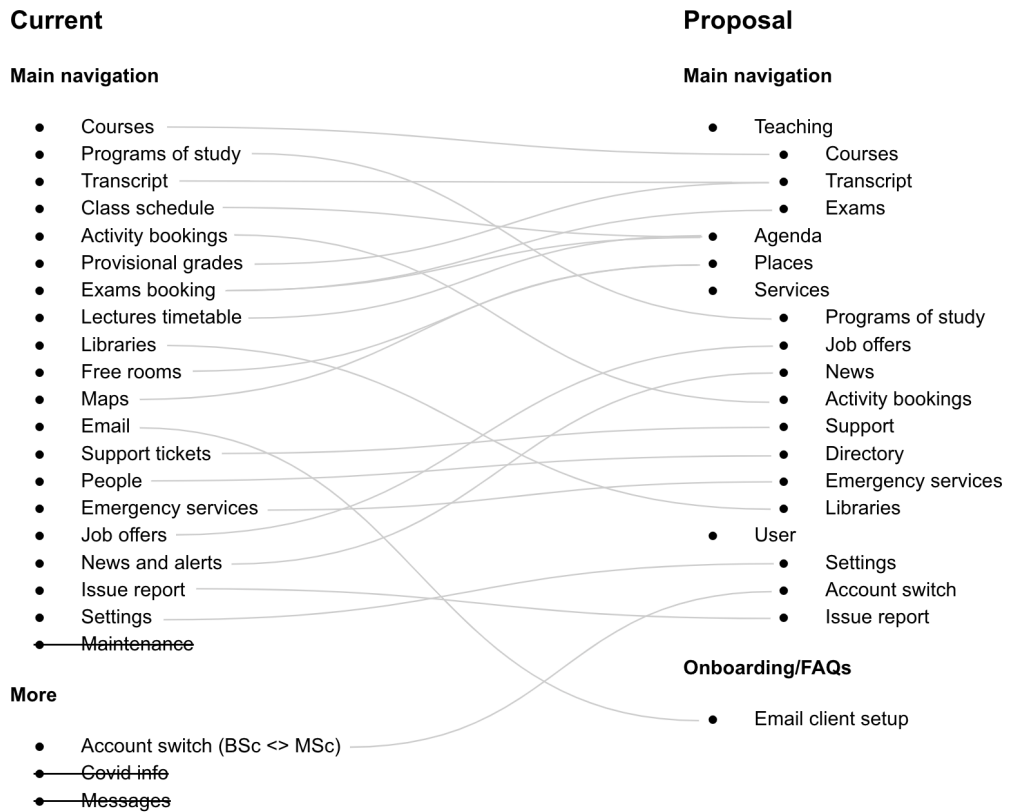 Current
Main navigation
Courses
Programs of study
Transcript
Class schedule
Activity bookings
Provisional grades
Exams booking
Lectures timetable
Libraries
Free rooms
Maps
Email
Support tickets
People
Emergency services
Job offers
News and alerts
Issue report
Settings
Maintenance
More
Account switch (BSc <> MSc)
Covid info
Messages
Proposal
Main navigation
Teaching
Courses
Transcript
Exams
Agenda
Places
Services
Programs of study
Job offers
News
Activity bookings
Support
Directory
Emergency services
Libraries
User
Settings
Account switch
Issue report
Onboarding/FAQs
Email client setup